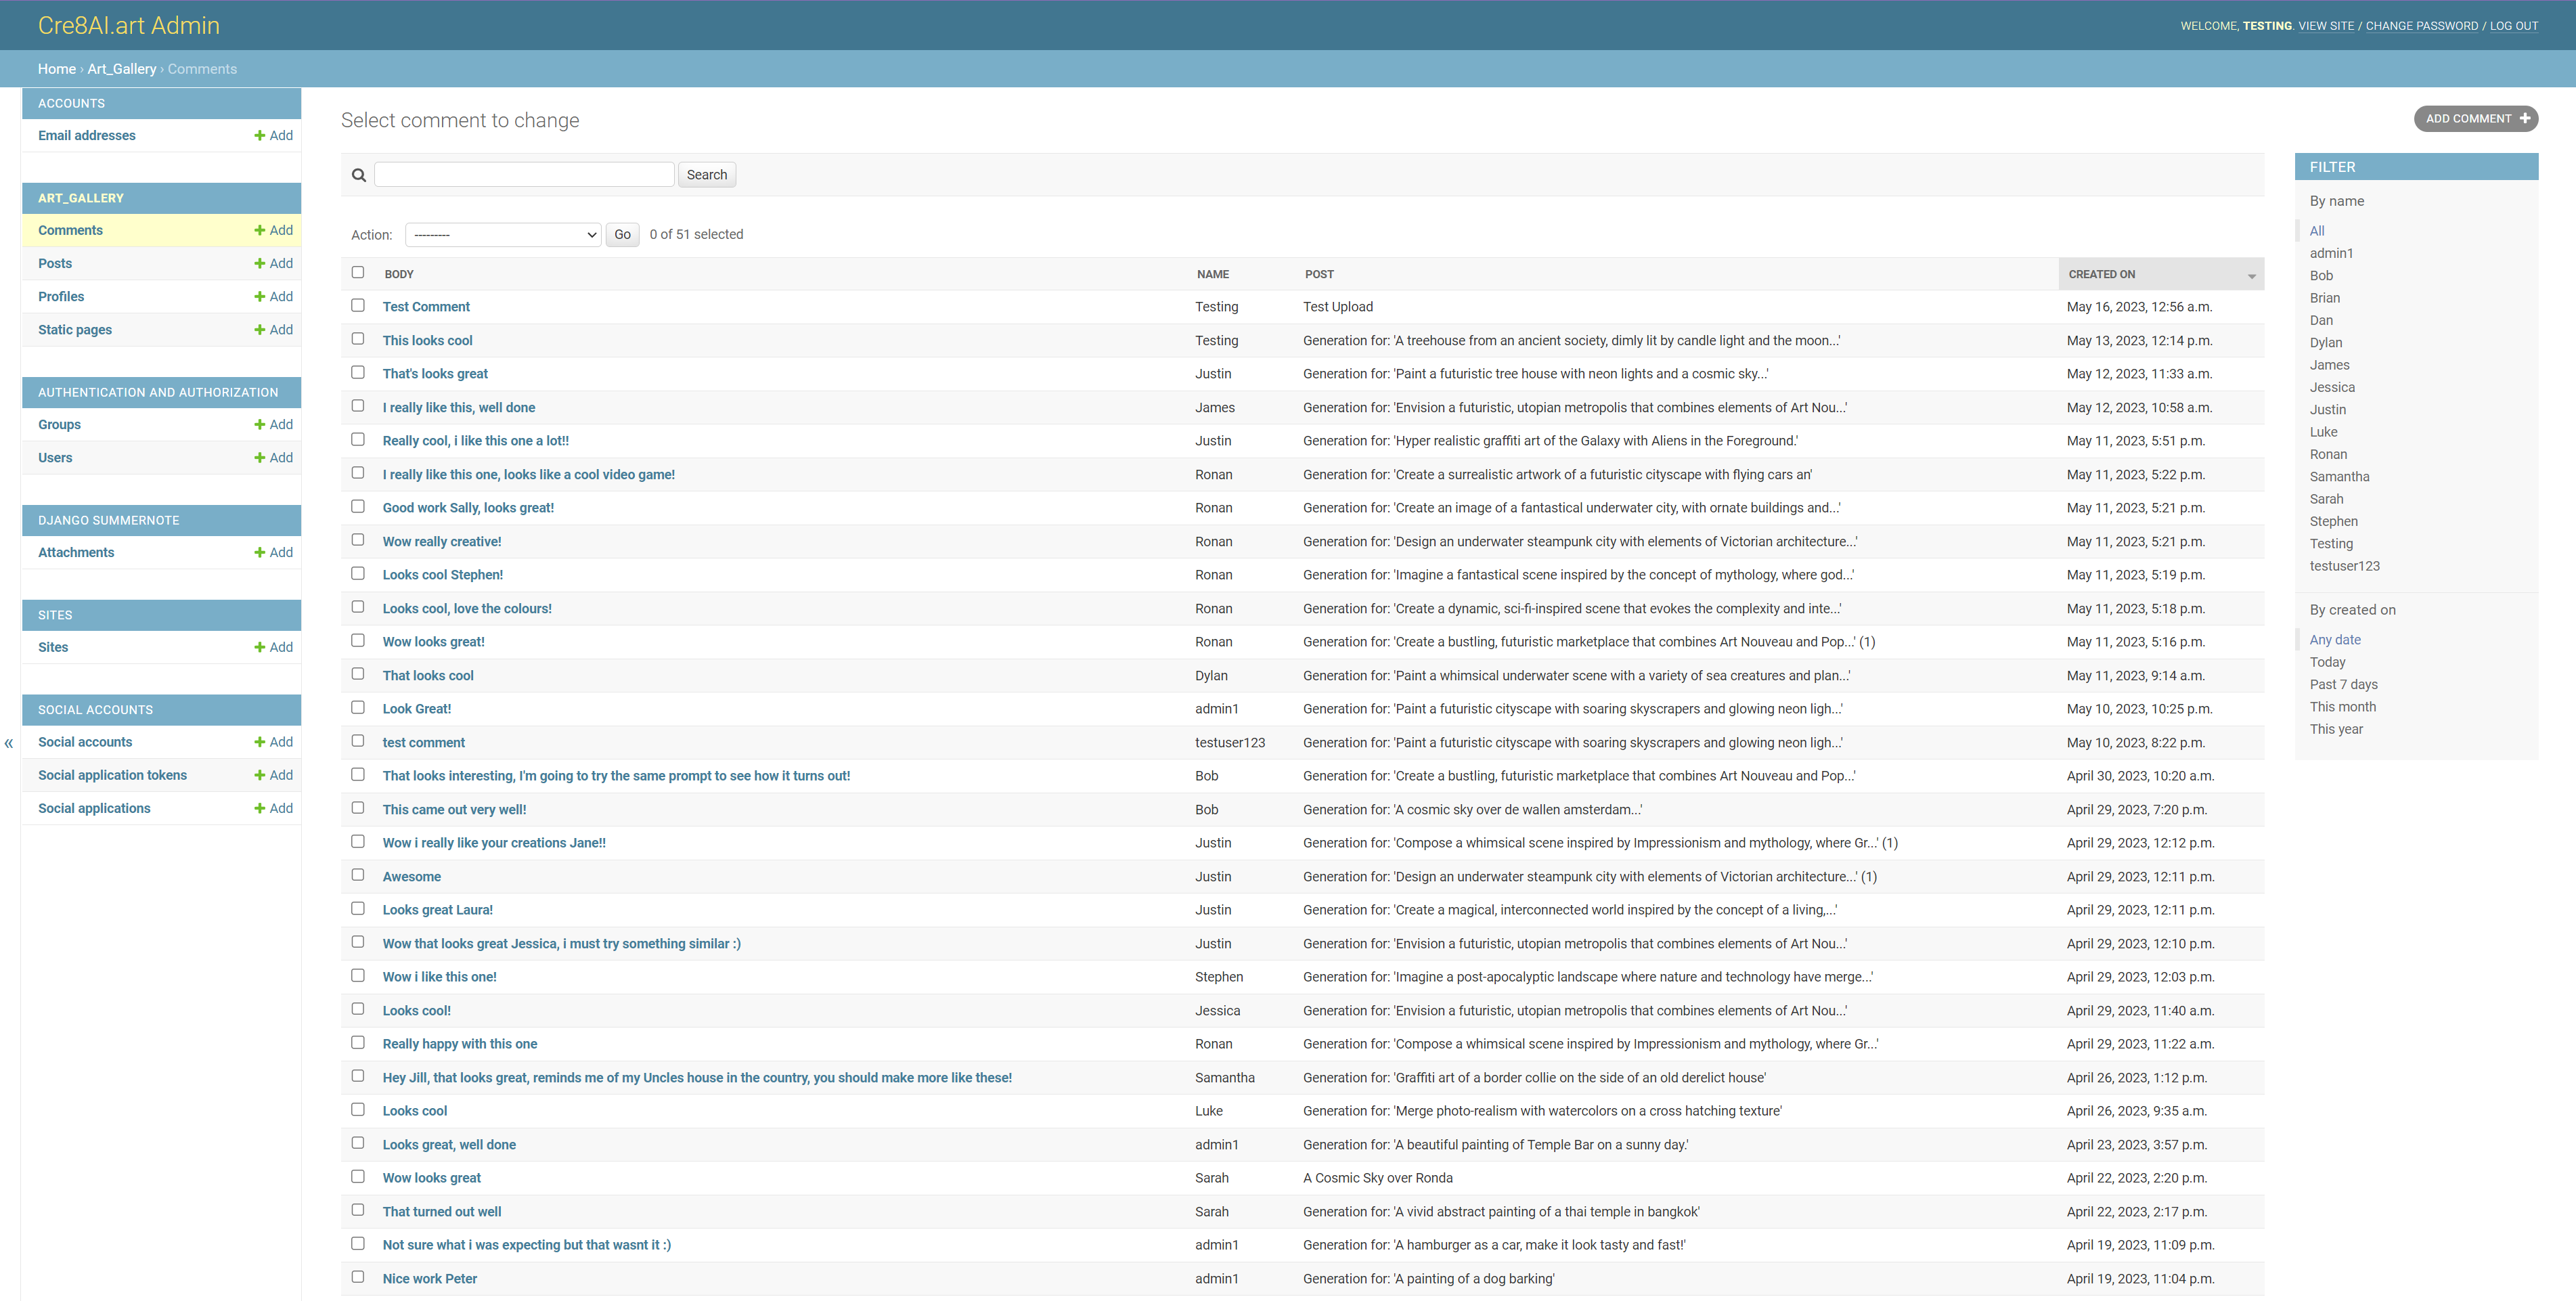 Cre8AI.art Admin
WELCOME, TESTING. VIEW SITE / CHANGE PASSWORD / LOG OUT
Home › Art_Gallery › Comments
ACCOUNTS
Email addresses Add
ART_GALLERY
Comments Add
Posts Add
Profiles Add
Static pages Add
AUTHENTICATION AND AUTHORIZATION
Groups Add
Users Add
DJANGO SUMMERNOTE
Attachments Add
SITES
Sites Add
SOCIAL ACCOUNTS
Social accounts Add
Social application tokens Add
Social applications Add
«
Select comment to change
ADD COMMENT
Search
Action: --------- Go 0 of 51 selected
BODY NAME POST CREATED ON
Test Comment Testing Test Upload May 16, 2023, 12:56 a.m.
This looks cool Testing Generation for: 'A treehouse from an ancient society, dimly lit by candle light and the moon...' May 13, 2023, 12:14 p.m.
That's looks great Justin Generation for: 'Paint a futuristic tree house with neon lights and a cosmic sky...' May 12, 2023, 11:33 a.m.
I really like this, well done James Generation for: 'Envision a futuristic, utopian metropolis that combines elements of Art Nou...' May 12, 2023, 10:58 a.m.
Really cool, i like this one a lot!! Justin Generation for: 'Hyper realistic graffiti art of the Galaxy with Aliens in the Foreground.' May 11, 2023, 5:51 p.m.
I really like this one, looks like a cool video game! Ronan Generation for: 'Create a surrealistic artwork of a futuristic cityscape with flying cars an' May 11, 2023, 5:22 p.m.
Good work Sally, looks great! Ronan Generation for: 'Create an image of a fantastical underwater city, with ornate buildings and...' May 11, 2023, 5:21 p.m.
Wow really creative! Ronan Generation for: 'Design an underwater steampunk city with elements of Victorian architecture...' May 11, 2023, 5:21 p.m.
Looks cool Stephen! Ronan Generation for: 'Imagine a fantastical scene inspired by the concept of mythology, where god...' May 11, 2023, 5:19 p.m.
Looks cool, love the colours! Ronan Generation for: 'Create a dynamic, sci-fi-inspired scene that evokes the complexity and inte...' May 11, 2023, 5:18 p.m.
Wow looks great! Ronan Generation for: 'Create a bustling, futuristic marketplace that combines Art Nouveau and Pop...' (1) May 11, 2023, 5:16 p.m.
That looks cool Dylan Generation for: 'Paint a whimsical underwater scene with a variety of sea creatures and plan...' May 11, 2023, 9:14 a.m.
Look Great! admin1 Generation for: 'Paint a futuristic cityscape with soaring skyscrapers and glowing neon ligh...' May 10, 2023, 10:25 p.m.
test comment testuser123 Generation for: 'Paint a futuristic cityscape with soaring skyscrapers and glowing neon ligh...' May 10, 2023, 8:22 p.m.
That looks interesting, I'm going to try the same prompt to see how it turns out! Bob Generation for: 'Create a bustling, futuristic marketplace that combines Art Nouveau and Pop...' April 30, 2023, 10:20 a.m.
This came out very well! Bob Generation for: 'A cosmic sky over de wallen amsterdam...' April 29, 2023, 7:20 p.m.
Wow i really like your creations Jane!! Justin Generation for: 'Compose a whimsical scene inspired by Impressionism and mythology, where Gr...' (1) April 29, 2023, 12:12 p.m.
Awesome Justin Generation for: 'Design an underwater steampunk city with elements of Victorian architecture...' (1) April 29, 2023, 12:11 p.m.
Looks great Laura! Justin Generation for: 'Create a magical, interconnected world inspired by the concept of a living,...' April 29, 2023, 12:11 p.m.
Wow that looks great Jessica, i must try something similar :) Justin Generation for: 'Envision a futuristic, utopian metropolis that combines elements of Art Nou...' April 29, 2023, 12:10 p.m.
Wow i like this one! Stephen Generation for: 'Imagine a post-apocalyptic landscape where nature and technology have merge...' April 29, 2023, 12:03 p.m.
Looks cool! Jessica Generation for: 'Envision a futuristic, utopian metropolis that combines elements of Art Nou...' April 29, 2023, 11:40 a.m.
Really happy with this one Ronan Generation for: 'Compose a whimsical scene inspired by Impressionism and mythology, where Gr...' April 29, 2023, 11:22 a.m.
Hey Jill, that looks great, reminds me of my Uncles house in the country, you should make more like these! Samantha Generation for: 'Graffiti art of a border collie on the side of an old derelict house' April 26, 2023, 1:12 p.m.
Looks cool Luke Generation for: 'Merge photo-realism with watercolors on a cross hatching texture' April 26, 2023, 9:35 a.m.
Looks great, well done admin1 Generation for: 'A beautiful painting of Temple Bar on a sunny day.' April 23, 2023, 3:57 p.m.
Wow looks great Sarah A Cosmic Sky over Ronda April 22, 2023, 2:20 p.m.
That turned out well Sarah Generation for: 'A vivid abstract painting of a thai temple in bangkok' April 22, 2023, 2:17 p.m.
Not sure what i was expecting but that wasnt it :) admin1 Generation for: 'A hamburger as a car, make it look tasty and fast!' April 19, 2023, 11:09 p.m.
Nice work Peter admin1 Generation for: 'A painting of a dog barking' April 19, 2023, 11:04 p.m.
FILTER
By name
All
admin1
Bob
Brian
Dan
Dylan
James
Jessica
Justin
Luke
Ronan
Samantha
Sarah
Stephen
Testing
testuser123
By created on
Any date
Today
Past 7 days
This month
This year